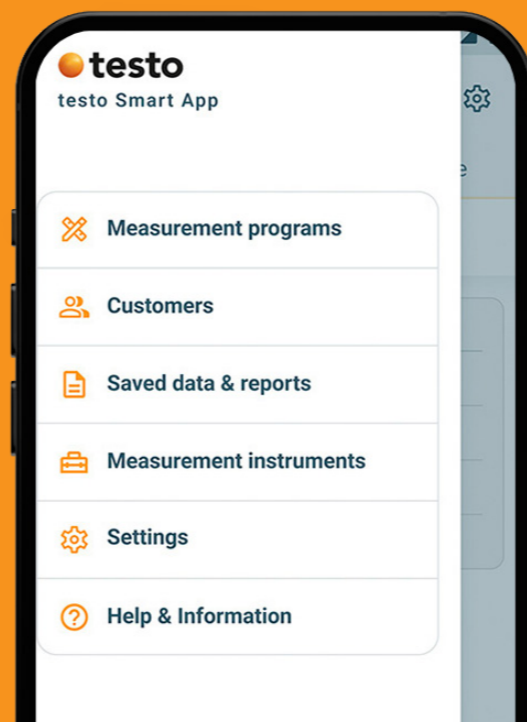 testo
testo Smart App
Measurement programs
Customers
Saved data & reports
Measurement instruments
Settings
Help & Information